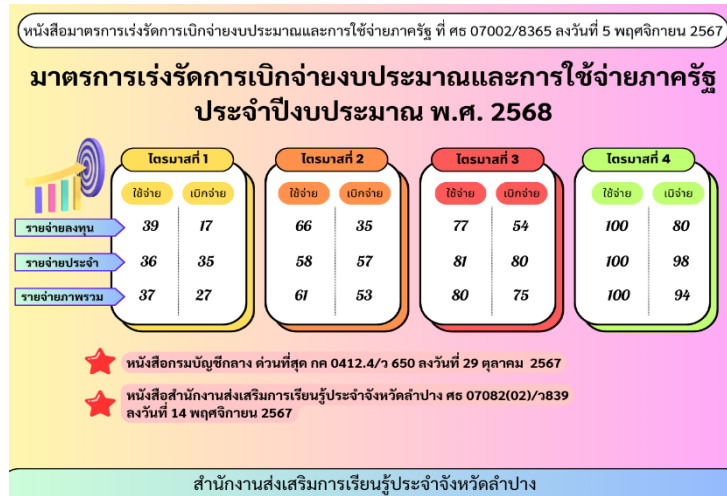 หนังสือมาตรการเร่งรัดการเบิกจ่ายงบประมาณและการใช้จ่ายภาครัฐ ที่ ศธ 07002/8365 ลงวันที่ 5 พฤศจิกายน 2567
มาตรการเร่งรัดการเบิกจ่ายงบประมาณและการใช้จ่ายภาครัฐ
ประจำปีงบประมาณ พ.ศ. 2568
ไตรมาสที่ 1 ไตรมาสที่ 2 ไตรมาสที่ 3 ไตรมาสที่ 4
ใช้จ่าย เบิกจ่าย ใช้จ่าย เบิกจ่าย ใช้จ่าย เบิกจ่าย ใช้จ่าย เบิจ่าย
รายจ่ายลงทุน 39 17 66 35 77 54 100 80
รายจ่ายประจำ 36 35 58 57 81 80 100 98
รายจ่ายภาพรวม 37 27 61 53 80 75 100 94
หนังสือกรมบัญชีกลาง ด่วนที่สุด กค 0412.4/ว 650 ลงวันที่ 29 ตุลาคม 2567
หนังสือสำนักงานส่งเสริมการเรียนรู้ประจำจังหวัดลำปาง ศธ 07082(02)/ว839
ลงวันที่ 14 พฤศจิกายน 2567
สำนักงานส่งเสริมการเรียนรู้ประจำจังหวัดลำปาง